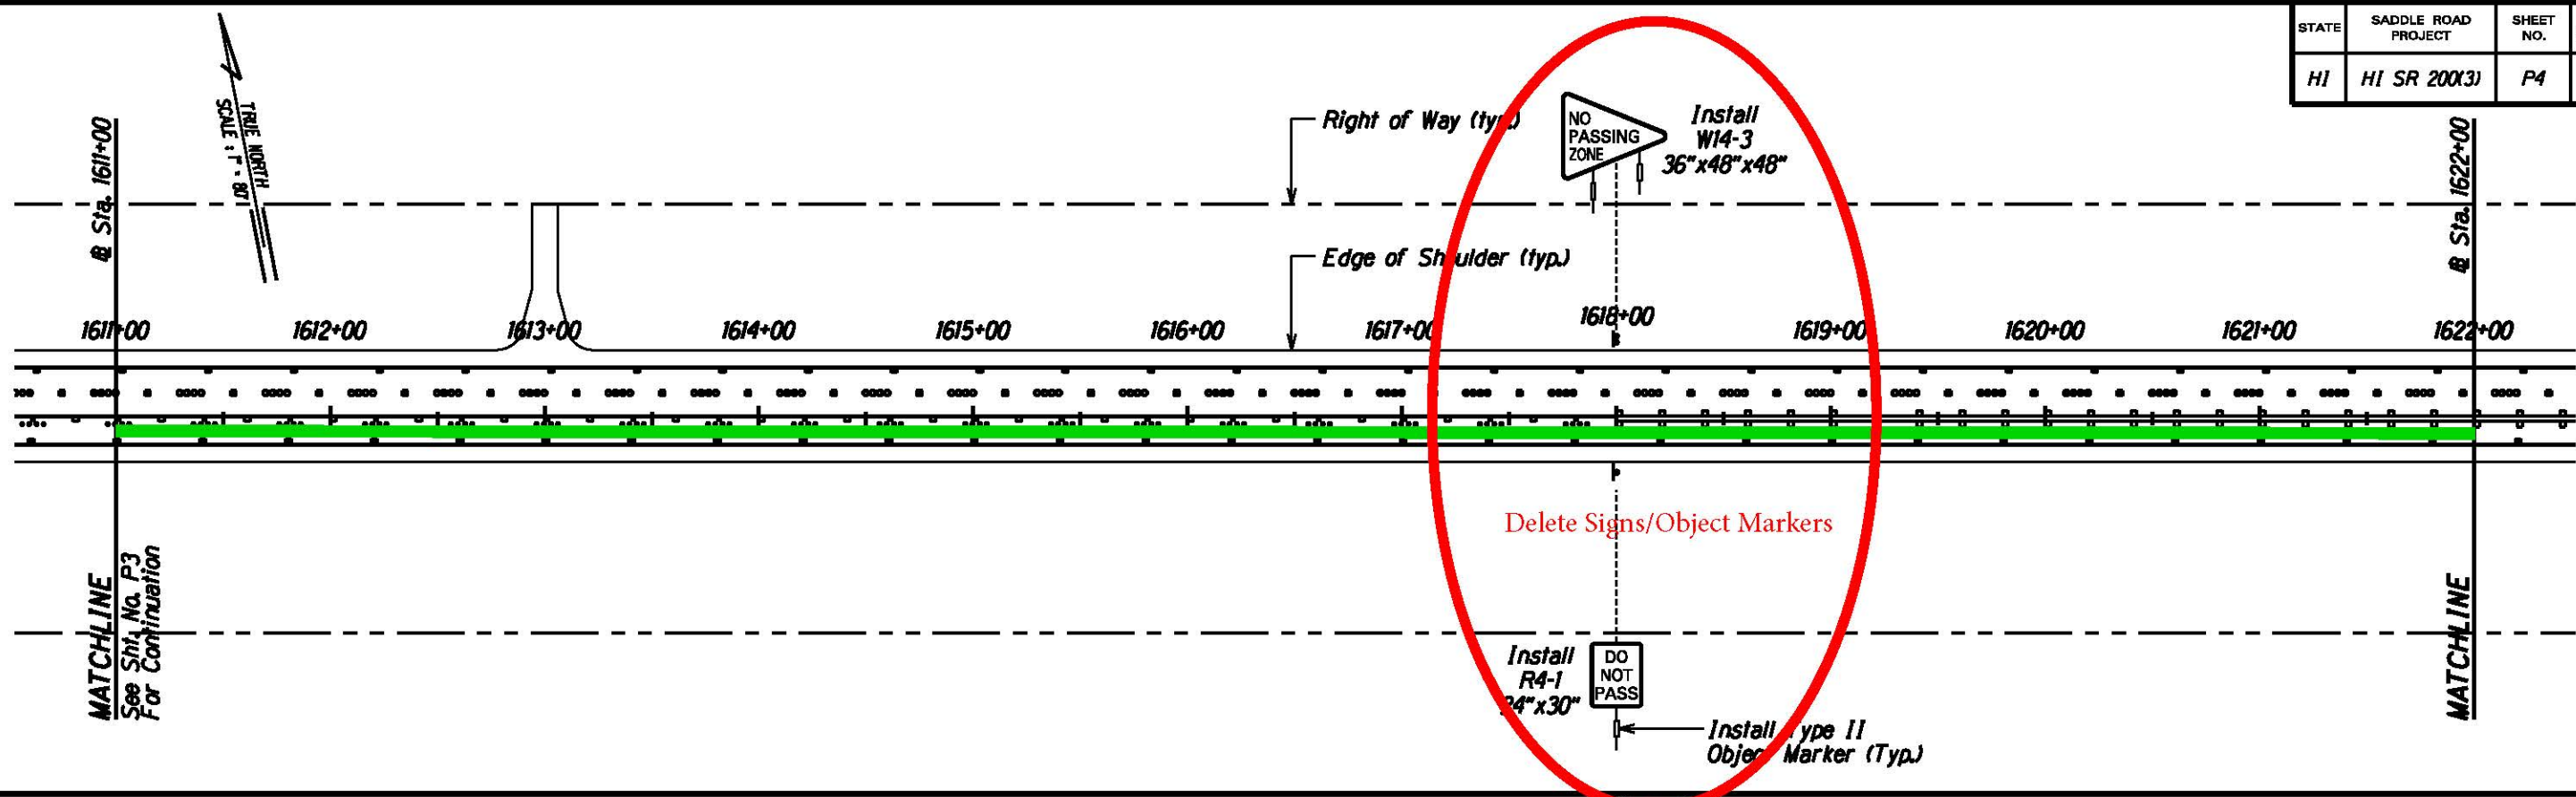 STATE
SADDLE ROAD
PROJECT
SHEET
NO.
HI
HI SR 200(3)
P4
TRUE NORTH
SCALE : 1" = 80'
Right of Way (typ.)
NO
PASSING
ZONE
Install
W14-3
36"x48"x48"
Edge of Shoulder (typ.)
℄ Sta. 1611+00
℄ Sta. 1622+00
1611+00
1612+00
1613+00
1614+00
1615+00
1616+00
1617+00
1618+00
1619+00
1620+00
1621+00
1622+00
Delete Signs/Object Markers
MATCHLINE
See Sht. No. P3
For Continuation
MATCHLINE
Install
R4-1
24"x30"
DO
NOT
PASS
Install Type II
Object Marker (Typ.)